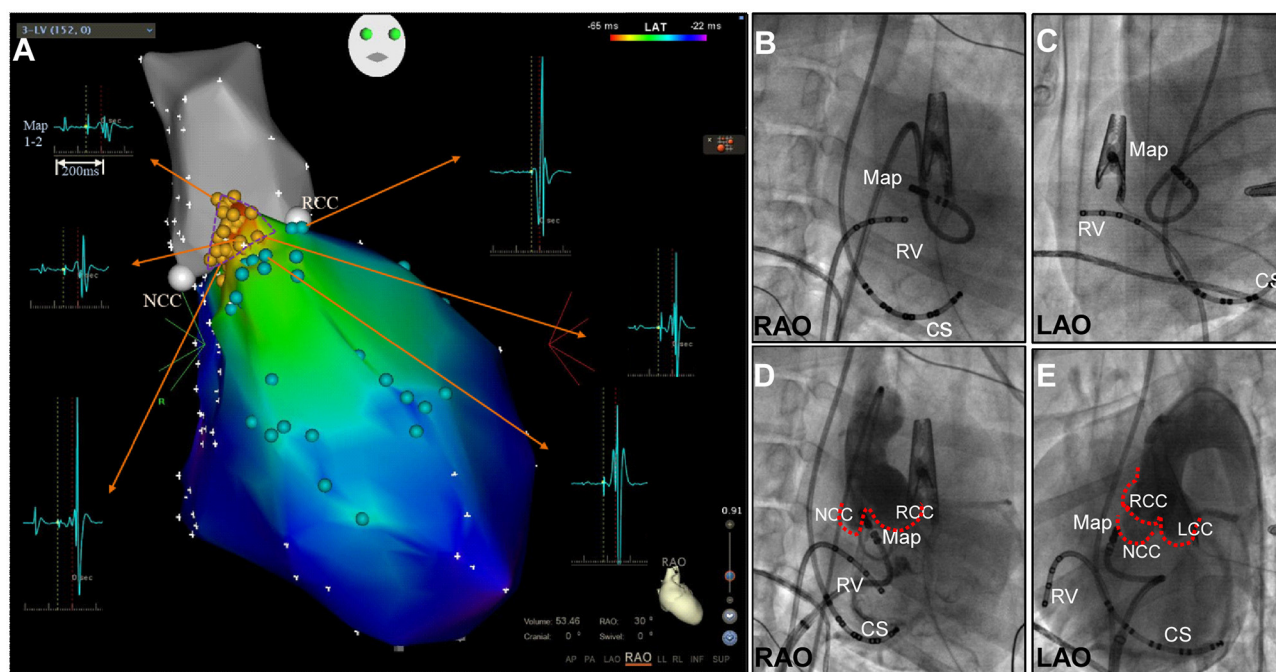 A
3-LV (152, 0)
-65 ms LAT -22 ms
Map
1-2
200ms
RCC
NCC
R
0.91
RAO
Volume: 53.46 RAO: 30 °
Cranial: 0 ° Swivel: 0 °
AP PA LAO RAO LL RL INF SUP
B
Map
RV
CS
RAO
C
Map
RV
CS
LAO
D
NCC
RCC
Map
RV
CS
RAO
E
RCC
Map
NCC
LCC
RV
CS
LAO